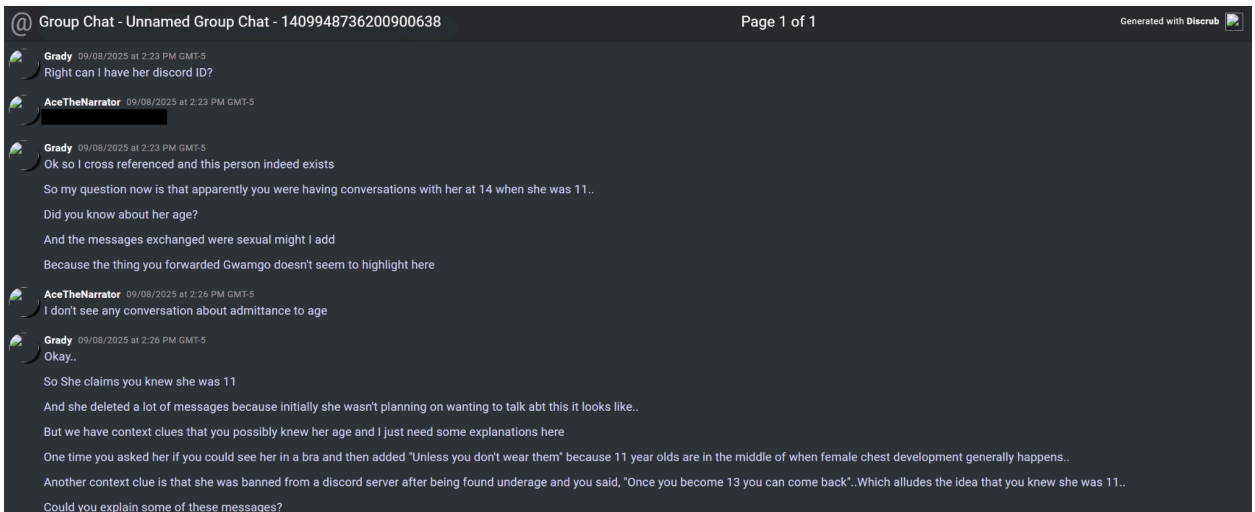 @ Group Chat - Unnamed Group Chat - 1409948736200900638
Page 1 of 1
Generated with Discrub
Grady 09/08/2025 at 2:23 PM GMT-5
Right can I have her discord ID?
AceTheNarrator 09/08/2025 at 2:23 PM GMT-5
Grady 09/08/2025 at 2:23 PM GMT-5
Ok so I cross referenced and this person indeed exists
So my question now is that apparently you were having conversations with her at 14 when she was 11..
Did you know about her age?
And the messages exchanged were sexual might I add
Because the thing you forwarded Gwamgo doesn't seem to highlight here
AceTheNarrator 09/08/2025 at 2:26 PM GMT-5
I don't see any conversation about admittance to age
Grady 09/08/2025 at 2:26 PM GMT-5
Okay..
So She claims you knew she was 11
And she deleted a lot of messages because initially she wasn't planning on wanting to talk abt this it looks like..
But we have context clues that you possibly knew her age and I just need some explanations here
One time you asked her if you could see her in a bra and then added "Unless you don't wear them" because 11 year olds are in the middle of when female chest development generally happens..
Another context clue is that she was banned from a discord server after being found underage and you said, "Once you become 13 you can come back"..Which alludes the idea that you knew she was 11..
Could you explain some of these messages?